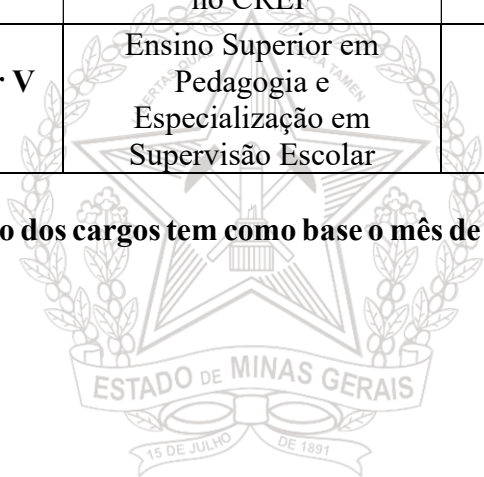 no CREF
r V
Ensino Superior em
Pedagogia e
Especialização em
Supervisão Escolar
o dos cargos tem como base o mês de
ESTADO DE MINAS GERAIS
15 DE JULHO DE 1891